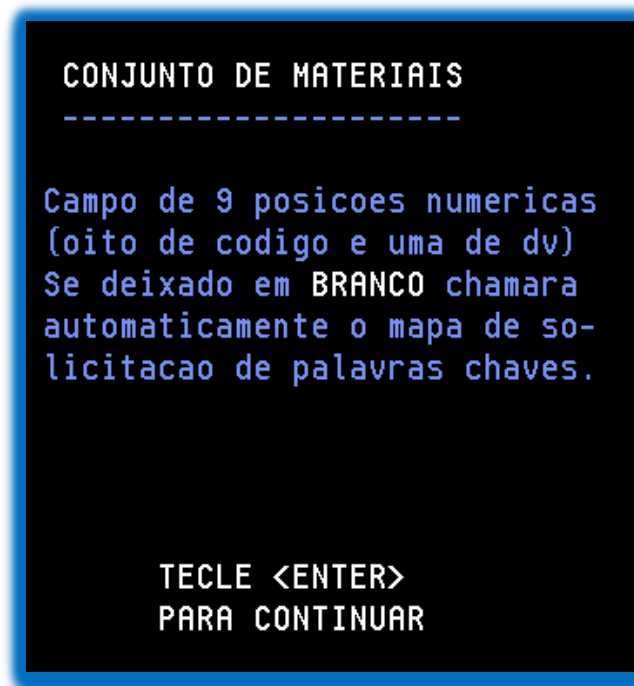 CONJUNTO DE MATERIAIS
---------------------
Campo de 9 posicoes numericas
(oito de codigo e uma de dv)
Se deixado em BRANCO chamara
automaticamente o mapa de so-
licitacao de palavras chaves.
TECLE <ENTER>
PARA CONTINUAR